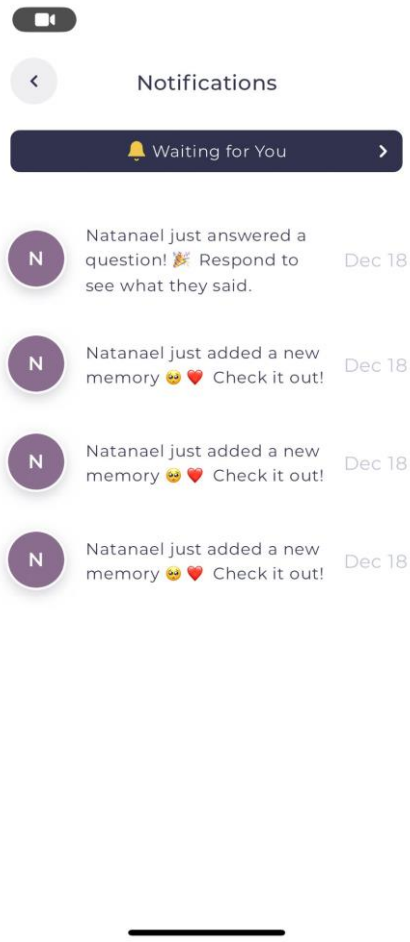 Notifications
🔔 Waiting for You
N
Natanael just answered a
question! 🎉 Respond to
see what they said.
Dec 18
N
Natanael just added a new
memory 🥺❤️ Check it out!
Dec 18
N
Natanael just added a new
memory 🥺❤️ Check it out!
Dec 18
N
Natanael just added a new
memory 🥺❤️ Check it out!
Dec 18